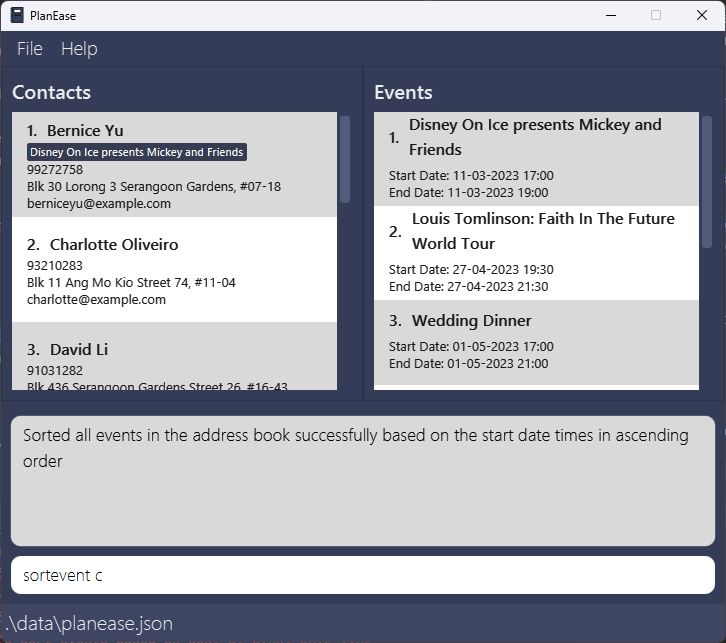 PlanEase
File Help
Contacts
1. Bernice Yu
Disney On Ice presents Mickey and Friends
99272758
Blk 30 Lorong 3 Serangoon Gardens, #07-18
berniceyu@example.com
2. Charlotte Oliveiro
93210283
Blk 11 Ang Mo Kio Street 74, #11-04
charlotte@example.com
3. David Li
91031282
Blk 436 Serangoon Gardens Street 26, #16-43
Events
1. Disney On Ice presents Mickey and
Friends
Start Date: 11-03-2023 17:00
End Date: 11-03-2023 19:00
2. Louis Tomlinson: Faith In The Future
World Tour
Start Date: 27-04-2023 19:30
End Date: 27-04-2023 21:30
3. Wedding Dinner
Start Date: 01-05-2023 17:00
End Date: 01-05-2023 21:00
Sorted all events in the address book successfully based on the start date times in ascending
order
sortevent c
.\data\planease.json